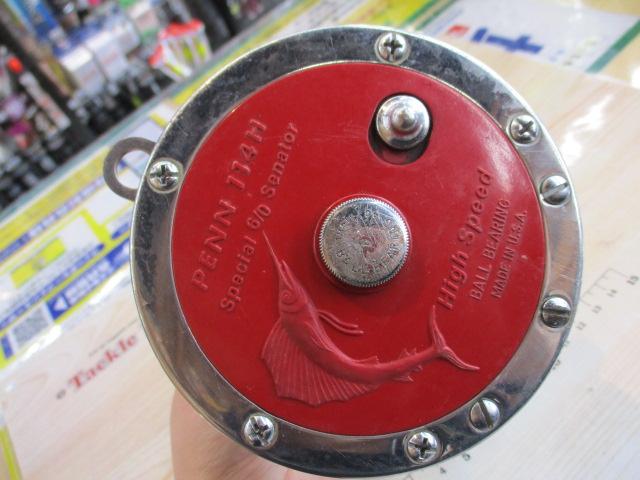 PENN 114H
Special 6/0 Senator
High Speed
BALL BEARING
MADE IN U.S.A.
Tackle